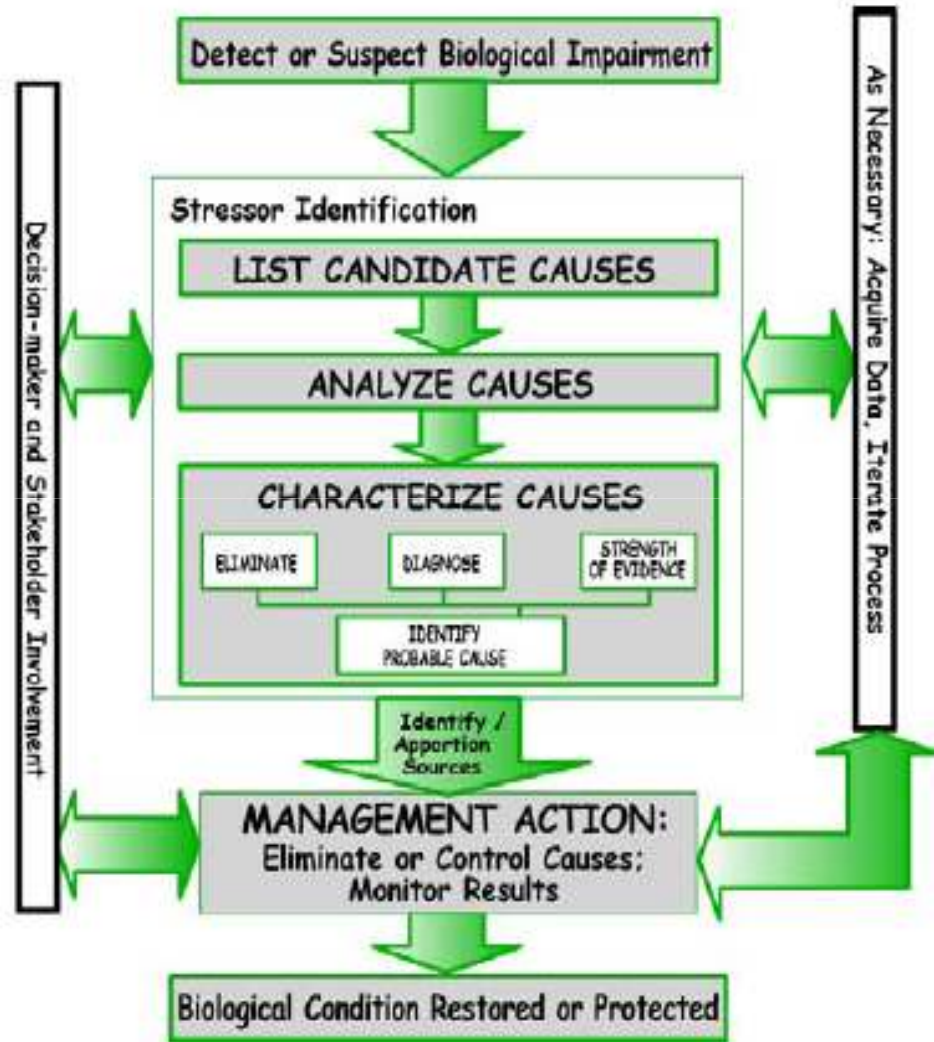 Detect or Suspect Biological Impairment
Stressor Identification
LIST CANDIDATE CAUSES
ANALYZE CAUSES
CHARACTERIZE CAUSES
ELIMINATE
DIAGNOSE
STRENGTH
OF EVIDENCE
IDENTIFY
PROBABLE CAUSE
Identify /
Apportion
Sources
MANAGEMENT ACTION:
Eliminate or Control Causes;
Monitor Results
Biological Condition Restored or Protected
Decision-maker and Stakeholder Involvement
As Necessary: Acquire Data, Iterate Process